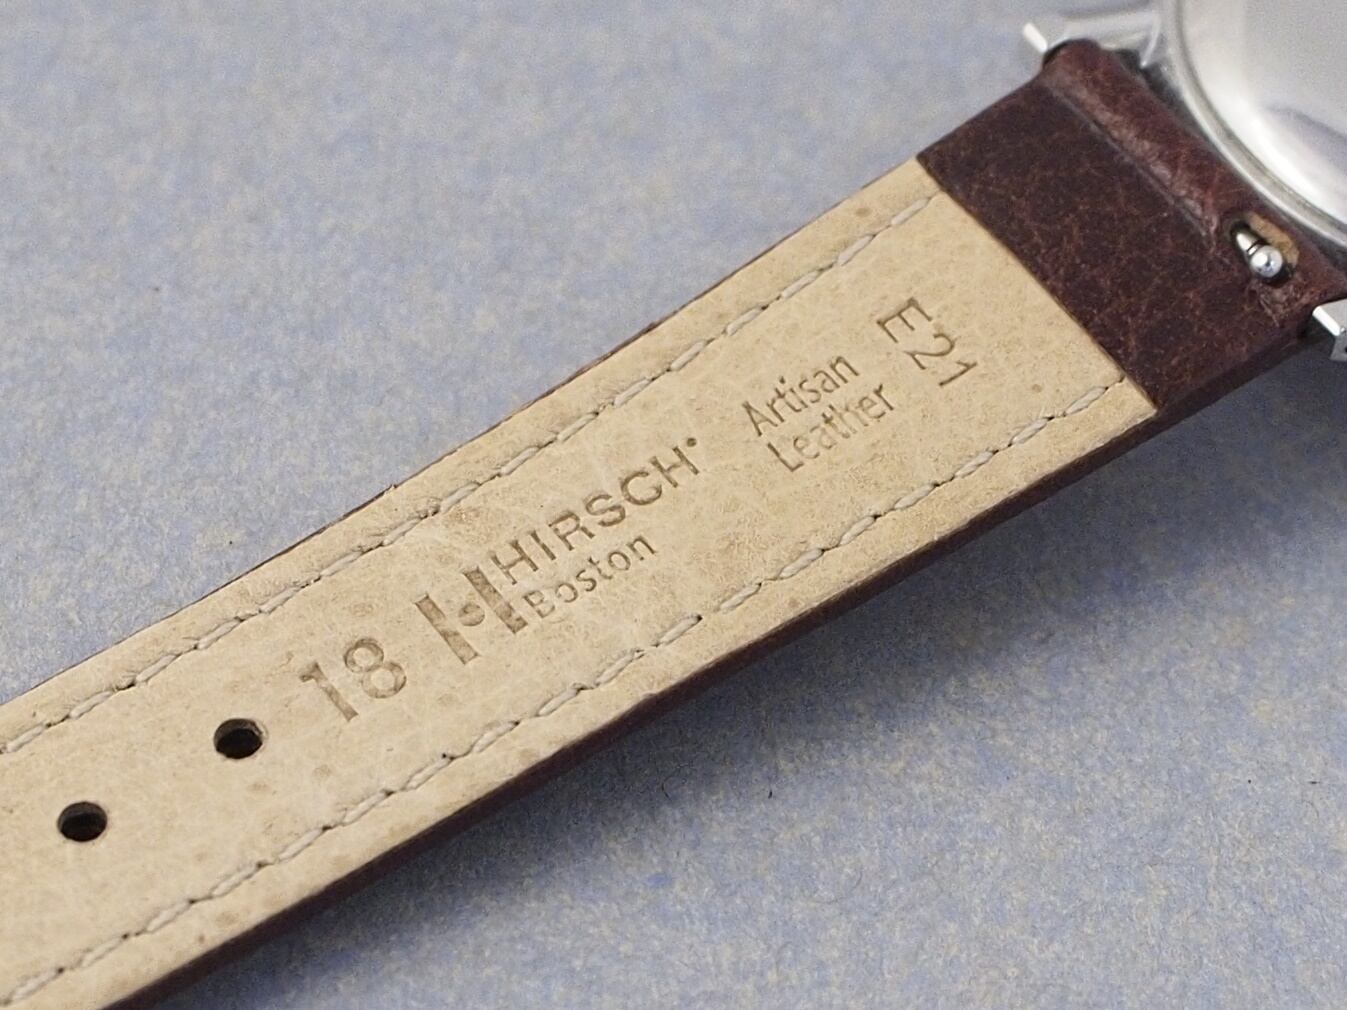 18
HIRSCH
Boston
Artisan
Leather
E21